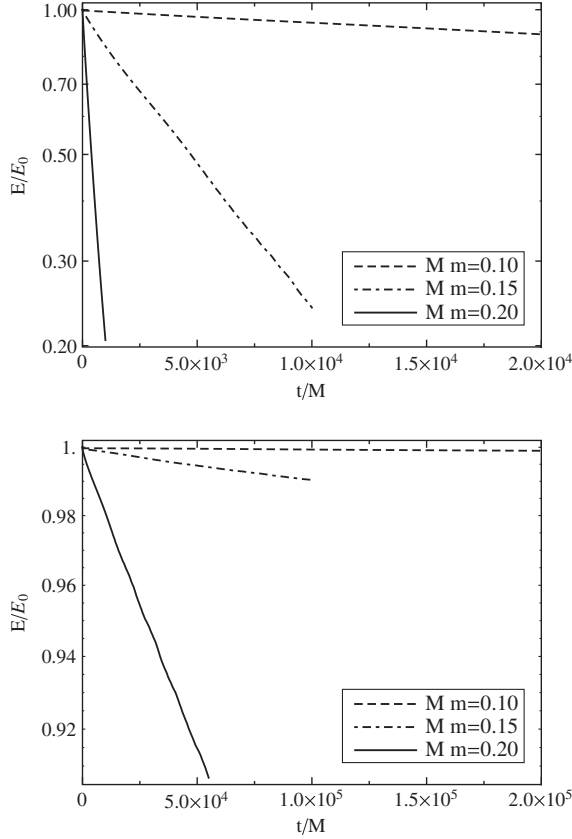 1.00
0.70
0.50
0.30
0.20
E/E₀
0
5.0×10³
1.0×10⁴
1.5×10⁴
2.0×10⁴
t/M
M m=0.10
M m=0.15
M m=0.20
1.
0.98
0.96
0.94
0.92
E/E₀
0
5.0×10⁴
1.0×10⁵
1.5×10⁵
2.0×10⁵
t/M
M m=0.10
M m=0.15
M m=0.20